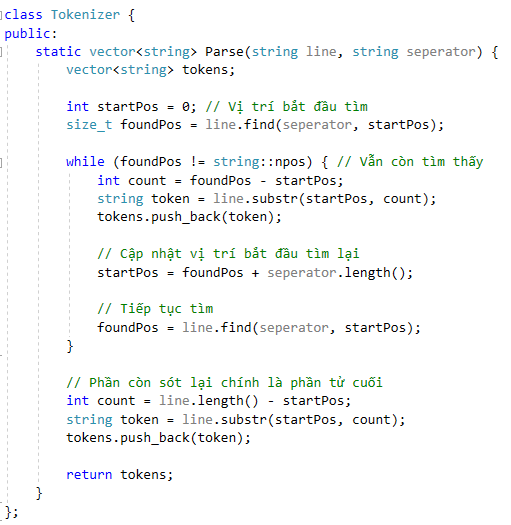 class Tokenizer {
public:
    static vector<string> Parse(string line, string seperator) {
        vector<string> tokens;

        int startPos = 0; // Vị trí bắt đầu tìm
        size_t foundPos = line.find(seperator, startPos);

        while (foundPos != string::npos) { // Vẫn còn tìm thấy
            int count = foundPos - startPos;
            string token = line.substr(startPos, count);
            tokens.push_back(token);

            // Cập nhật vị trí bắt đầu tìm lại
            startPos = foundPos + seperator.length();

            // Tiếp tục tìm
            foundPos = line.find(seperator, startPos);
        }

        // Phần còn sót lại chính là phần tử cuối
        int count = line.length() - startPos;
        string token = line.substr(startPos, count);
        tokens.push_back(token);

        return tokens;
    }
};